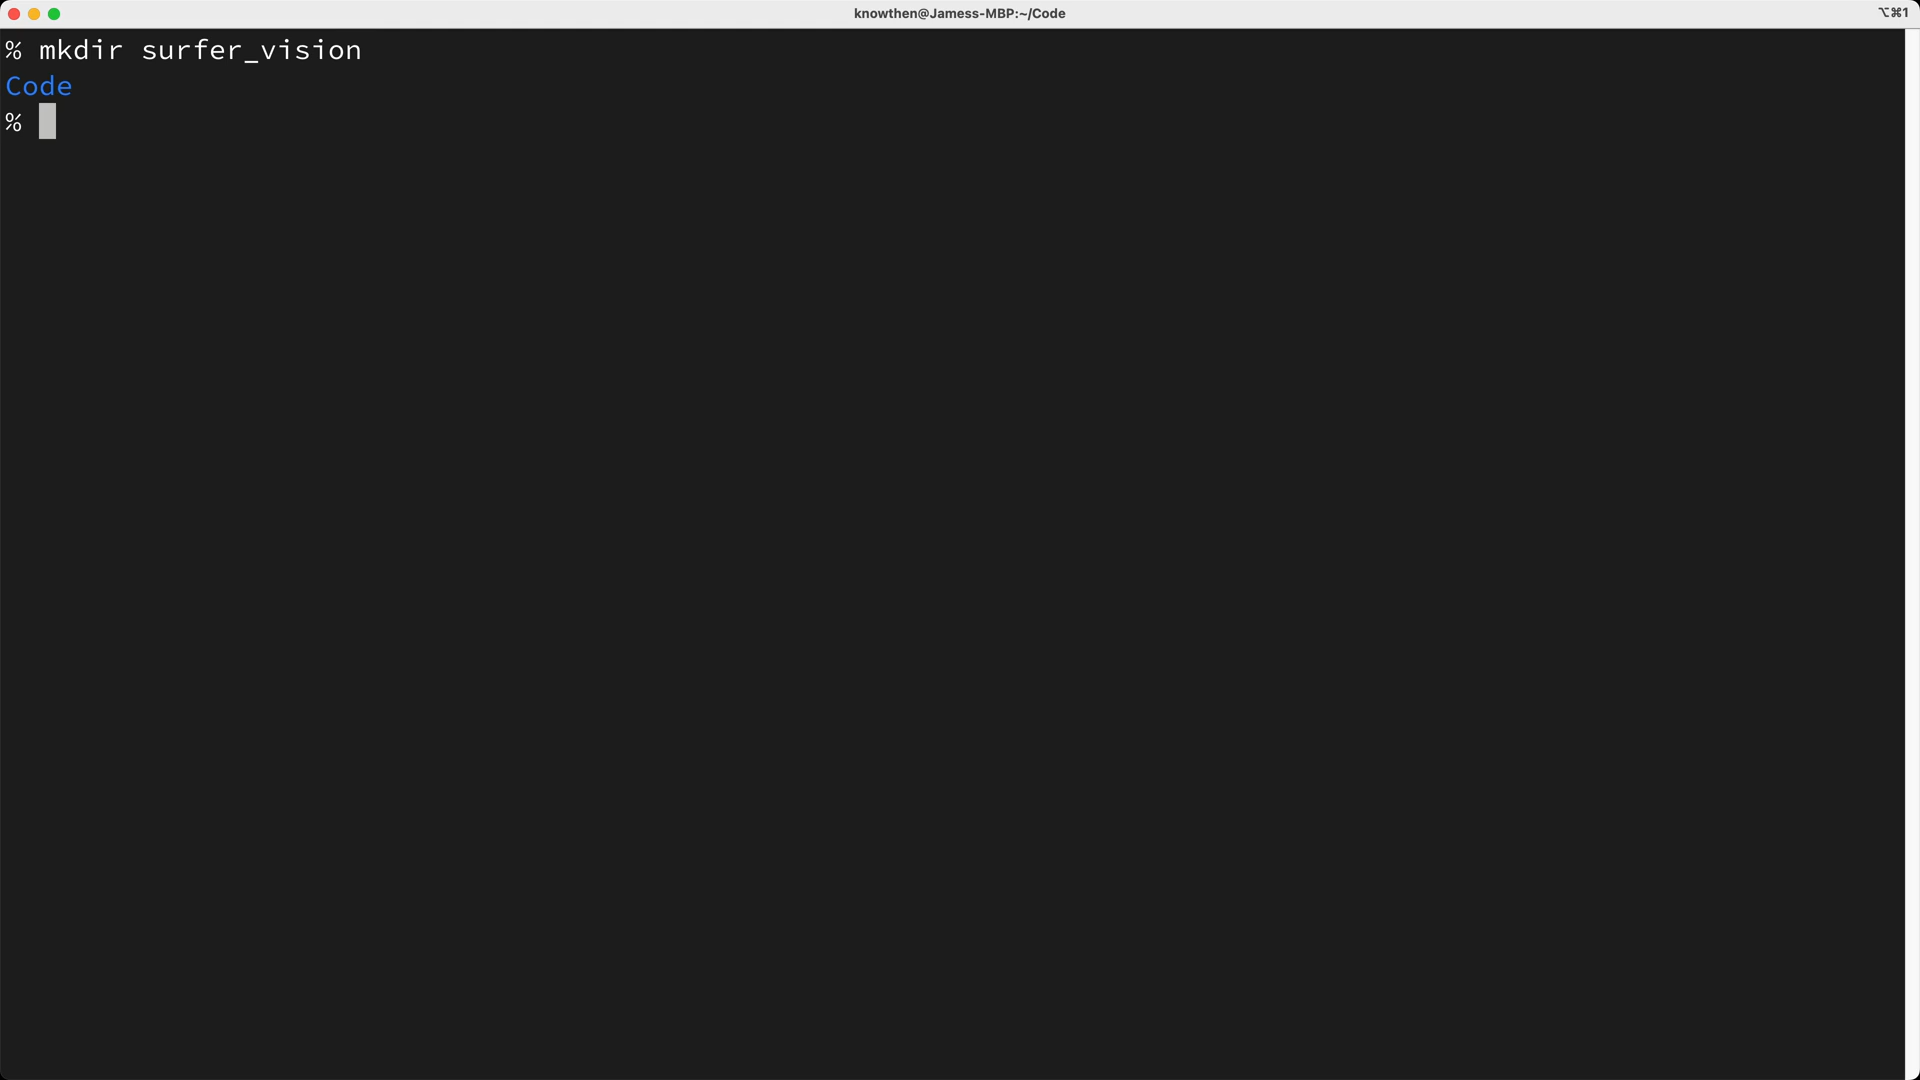 knowthen@Jamess-MBP:~/Code
⌥⌘1
% mkdir surfer_vision
Code
%